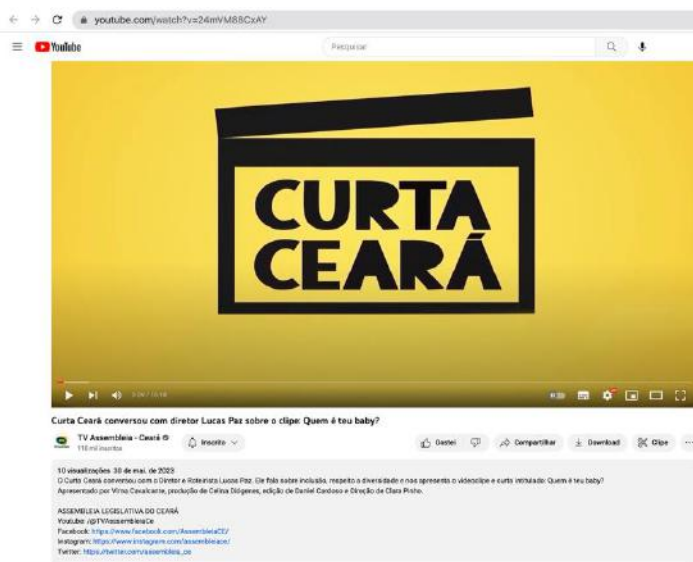 youtube.com/watch?v=24mVM88CxAY
YouTube
Pesquisar
CURTA
CEARÁ
Curta Ceará conversou com diretor Lucas Paz sobre o clipe: Quem é teu baby?
TV Assembleia - Ceará
Inscrito
Gostei
Compartilhar
Download
Clipe
116 mil inscritos
10 visualizações 30 de mai. de 2023
O Curta Ceará conversou com o Diretor e Roteirista Lucas Paz. Ele fala sobre inclusão, respeito a diversidade e nos apresenta o videoclipe e curta intitulado: Quem é teu baby?
Apresentado por Virna Cavalcante, produção de Celina Diógenes, edição de Daniel Cardoso e Direção de Clara Pinho.
ASSEMBLEIA LEGISLATIVA DO CEARÁ
Youtube: /@TVAssembleiaCe
Facebook: https://www.facebook.com/AssembleiaCE/
Instagram: https://www.instagram.com/assembleiace/
Twitter: https://twitter.com/assembleia_ce